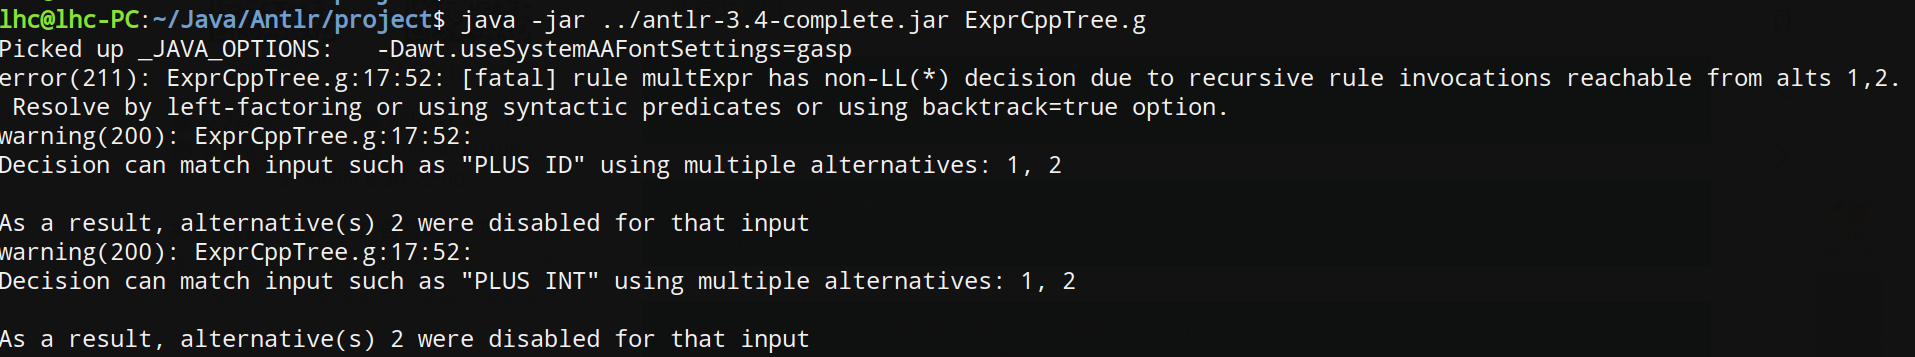 lhc@lhc-PC:~/Java/Antlr/project$ java -jar ../antlr-3.4-complete.jar ExprCppTree.g
Picked up _JAVA_OPTIONS:   -Dawt.useSystemAAFontSettings=gasp
error(211): ExprCppTree.g:17:52: [fatal] rule multExpr has non-LL(*) decision due to recursive rule invocations reachable from alts 1,2.
 Resolve by left-factoring or using syntactic predicates or using backtrack=true option.
warning(200): ExprCppTree.g:17:52:
Decision can match input such as "PLUS ID" using multiple alternatives: 1, 2
As a result, alternative(s) 2 were disabled for that input
warning(200): ExprCppTree.g:17:52:
Decision can match input such as "PLUS INT" using multiple alternatives: 1, 2
As a result, alternative(s) 2 were disabled for that input